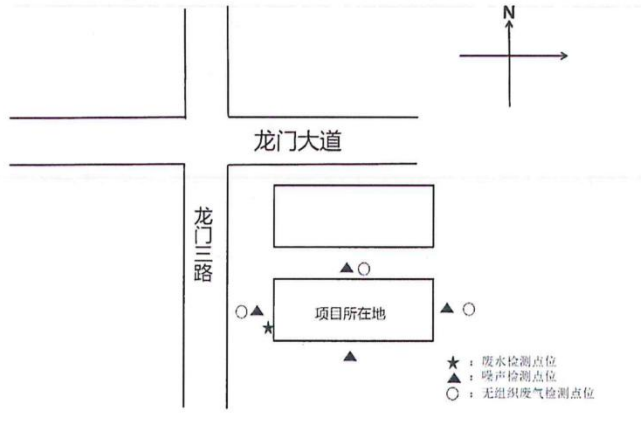 N
龙门大道
龙门三路
项目所在地
★：废水检测点位
▲：噪声检测点位
○：无组织废气检测点位